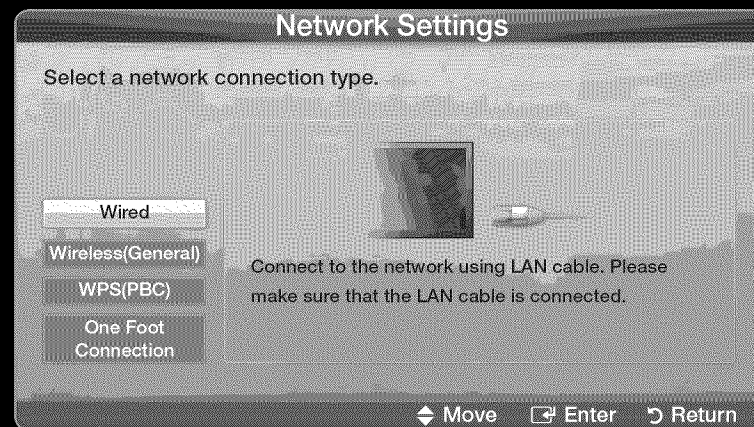 Network Settings
Select a network connection type.
Wired
Wireless(General)
WPS(PBC)
One Foot
Connection
Connect to the network using LAN cable. Please
make sure that the LAN cable is connected.
Move Enter Return